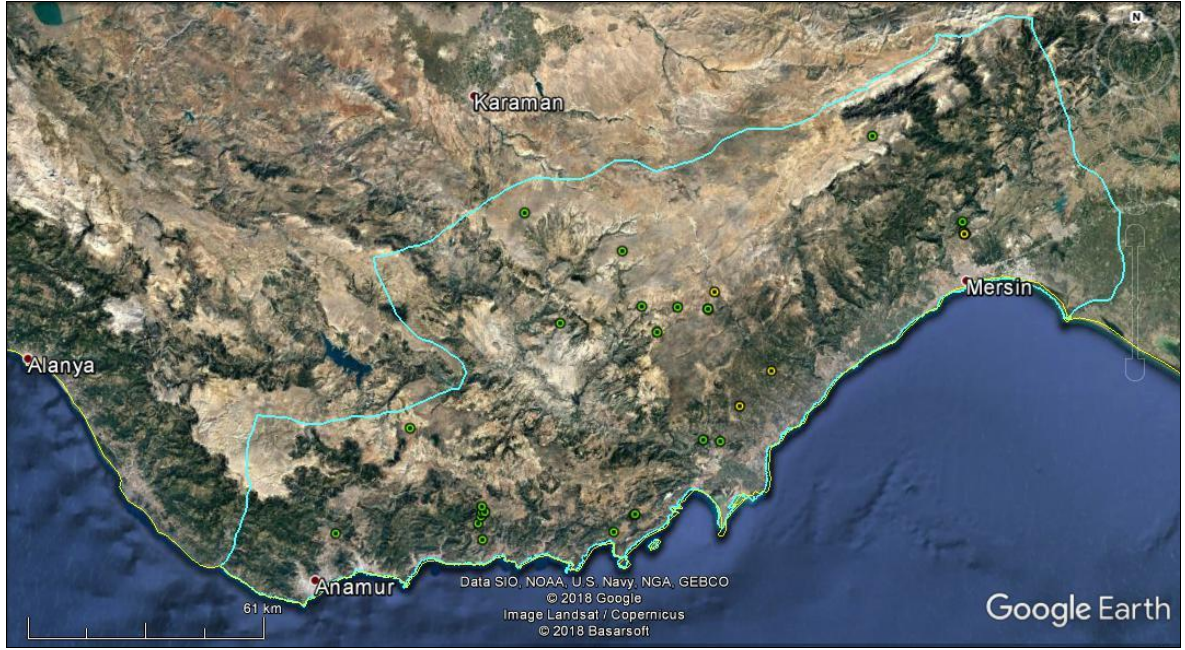 N
Karaman
Mersin
Alanya
Anamur
61 km
Data SIO, NOAA, U.S. Navy, NGA, GEBCO
© 2018 Google
Image Landsat / Copernicus
© 2018 Basarsoft
Google Earth